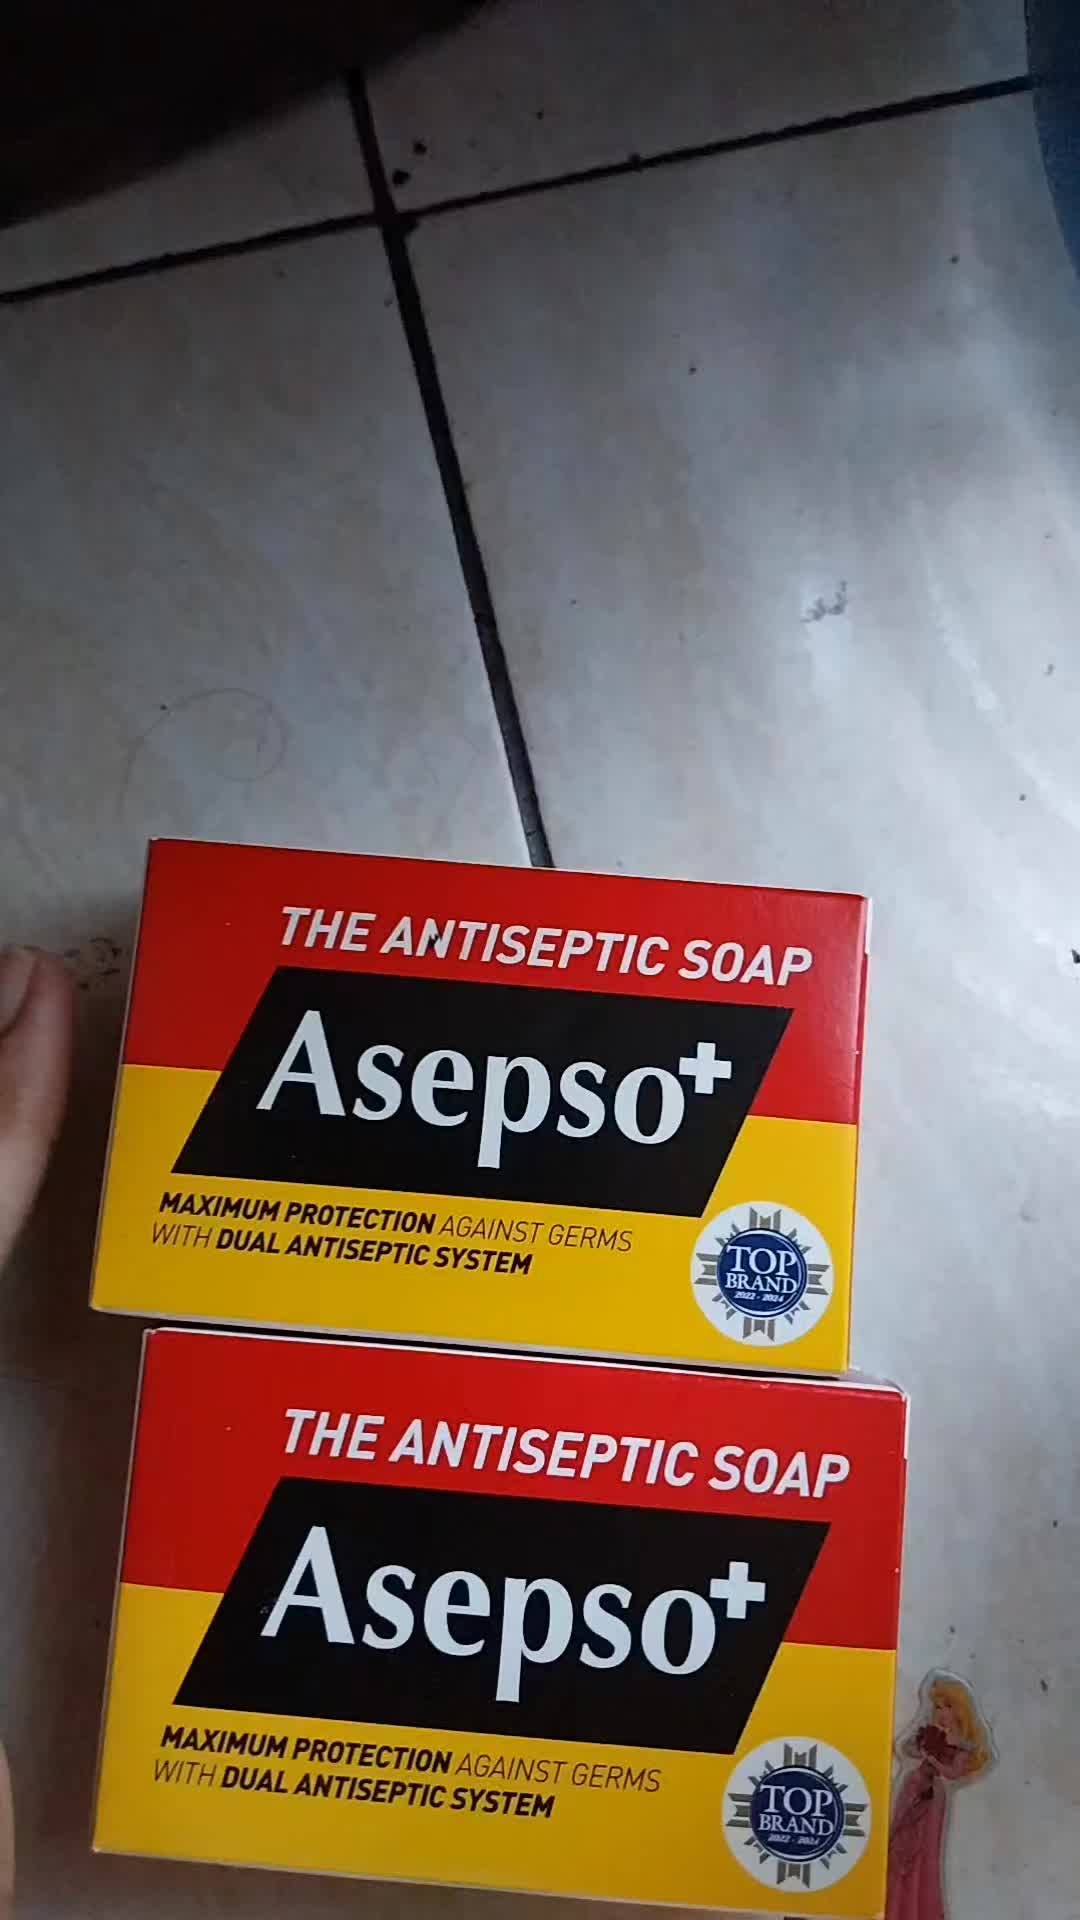 THE ANTISEPTIC SOAP
Asepso+
MAXIMUM PROTECTION AGAINST GERMS
WITH DUAL ANTISEPTIC SYSTEM
TOP
BRAND
2022 - 2024
THE ANTISEPTIC SOAP
Asepso+
MAXIMUM PROTECTION AGAINST GERMS
WITH DUAL ANTISEPTIC SYSTEM
TOP
BRAND
2022 - 2024